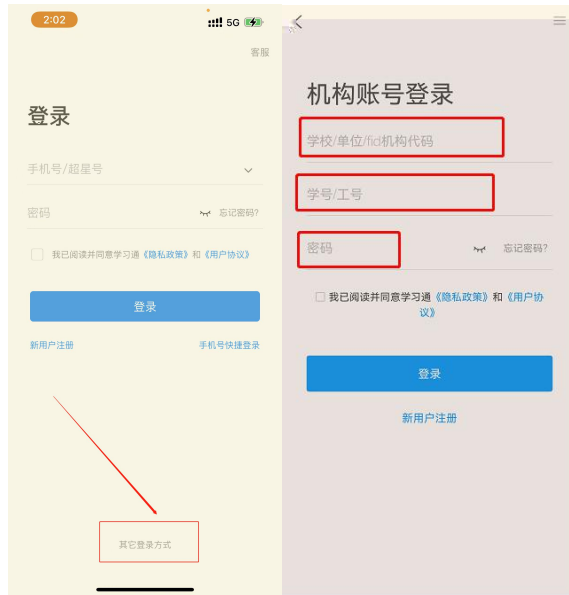 2:02
5G
客服
登录
手机号/超星号
密码
忘记密码?
我已阅读并同意学习通《隐私政策》和《用户协议》
登录
新用户注册
手机号快捷登录
其它登录方式
机构账号登录
学校/单位/fid机构代码
学号/工号
密码
忘记密码?
我已阅读并同意学习通《隐私政策》和《用户协
议》
登录
新用户注册